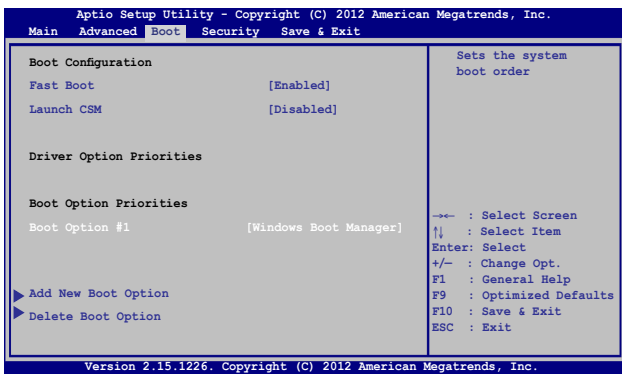 Aptio Setup Utility - Copyright (C) 2012 American Megatrends, Inc.
Main Advanced Boot Security Save & Exit
Boot Configuration
Fast Boot [Enabled]
Launch CSM [Disabled]
Driver Option Priorities
Boot Option Priorities
Boot Option #1 [Windows Boot Manager]
Add New Boot Option
Delete Boot Option
Sets the system
boot order
→← : Select Screen
↑↓ : Select Item
Enter: Select
+/— : Change Opt.
F1 : General Help
F9 : Optimized Defaults
F10 : Save & Exit
ESC : Exit
Version 2.15.1226. Copyright (C) 2012 American Megatrends, Inc.